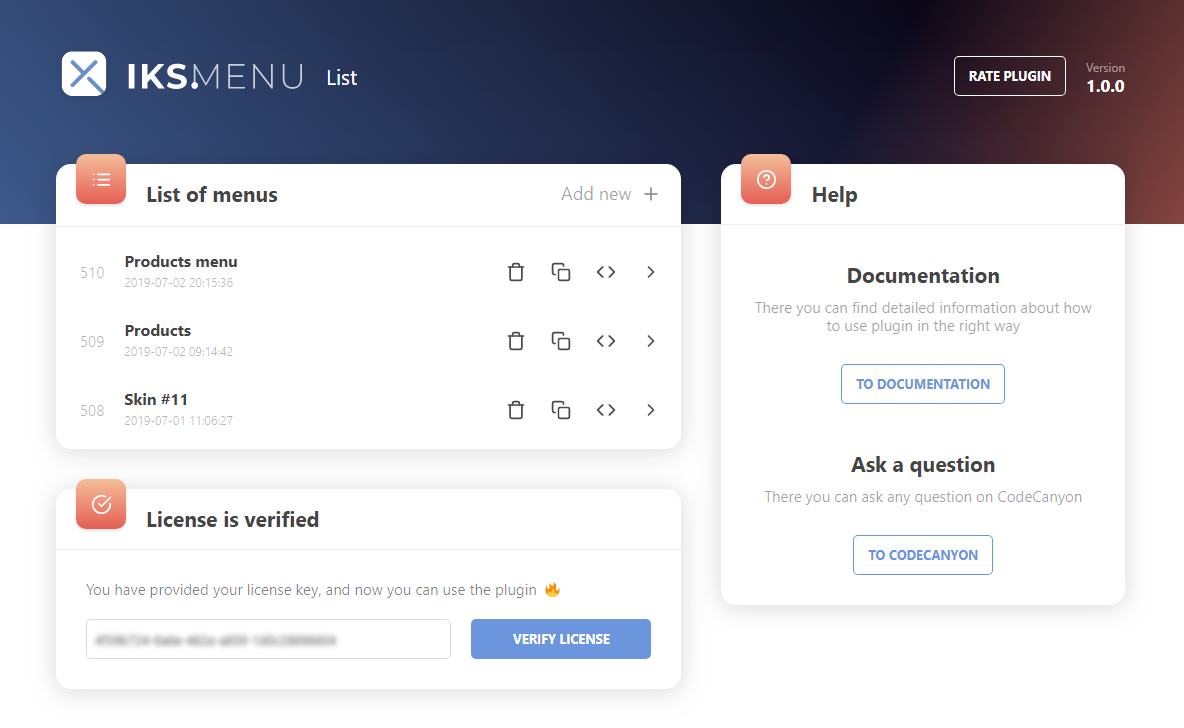 IKS.MENU List
RATE PLUGIN
Version
1.0.0
List of menus
Add new
510
Products menu
2019-07-02 20:15:36
509
Products
2019-07-02 09:14:42
508
Skin #11
2019-07-01 11:06:27
License is verified
You have provided your license key, and now you can use the plugin
VERIFY LICENSE
Help
Documentation
There you can find detailed information about how
to use plugin in the right way
TO DOCUMENTATION
Ask a question
There you can ask any question on CodeCanyon
TO CODECANYON